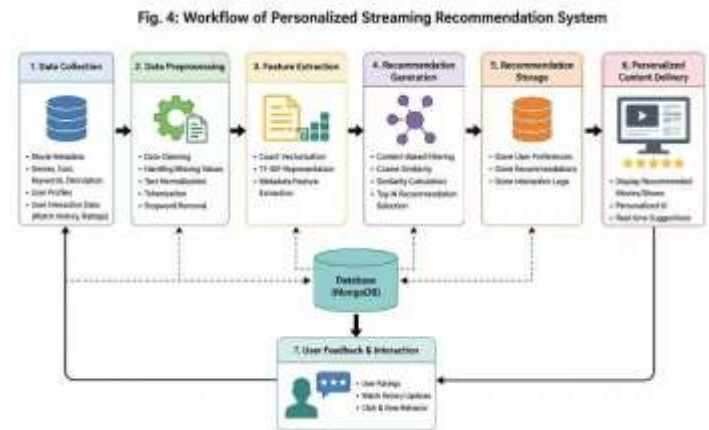 Fig. 4: Workflow of Personalized Streaming Recommendation System
1. Data Collection
• Movie Metadata
• Genres, Cast,
Keywords, Description
• User Profiles
• User Interaction Data
(Watch History, Ratings)
2. Data Preprocessing
• Data Cleaning
• Handling Missing Values
• Text Normalization
• Tokenization
• Stopword Removal
3. Feature Extraction
• Count Vectorization
• TF-IDF Representation
• Metadata Feature
Extraction
4. Recommendation
Generation
• Content-Based Filtering
• Cosine Similarity
• Similarity Calculation
• Top-N Recommendation
Selection
5. Recommendation
Storage
• Store User Preferences
• Store Recommendations
• Store Interaction Logs
6. Personalized
Content Delivery
• Display Recommended
Movies/Shows
• Personalized UI
• Real-time Suggestions
Database
(MongoDB)
7. User Feedback & Interaction
• User Ratings
• Watch History Updates
• Click & View Behavior